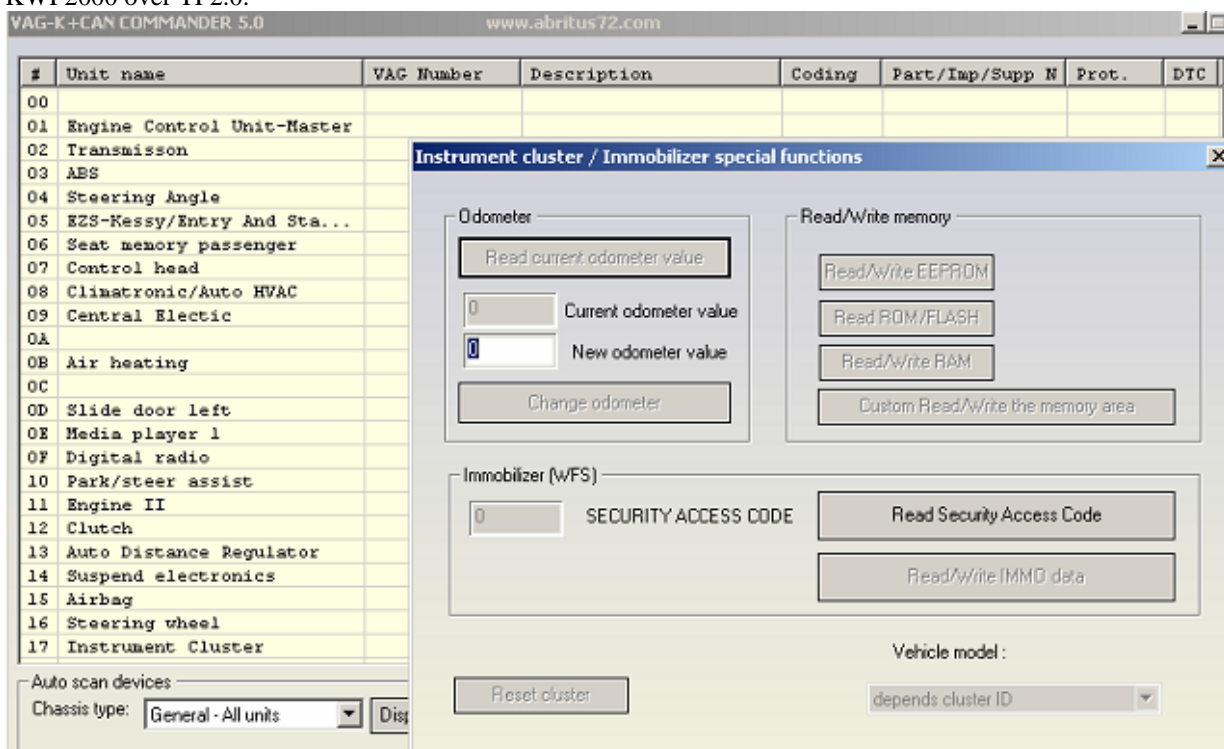 VAG-K+CAN COMMANDER 5.0 www.abritus72.com
# Unit name VAG Number Description Coding Part/Imp/Supp N Prot. DTC
00
01 Engine Control Unit-Master
02 Transmisson
03 ABS
04 Steering Angle
05 EZS-Kessy/Entry And Sta...
06 Seat memory passenger
07 Control head
08 Climatronic/Auto HVAC
09 Central Electic
0A
0B Air heating
0C
0D Slide door left
0E Media player 1
0F Digital radio
10 Park/steer assist
11 Engine II
12 Clutch
13 Auto Distance Regulator
14 Suspend electronics
15 Airbag
16 Steering wheel
17 Instrument Cluster
Auto scan devices
Chassis type: General - All units
Instrument cluster / Immobilizer special functions
Odometer
Read current odometer value
0 Current odometer value
0 New odometer value
Change odometer
Read/Write memory
Read/Write EEPROM
Read ROM/FLASH
Read/Write RAM
Custom Read/Write the memory area
Immobilizer (WFS)
0 SECURITY ACCESS CODE
Read Security Access Code
Read/Write IMMO data
Vehicle model :
Reset cluster
depends cluster ID